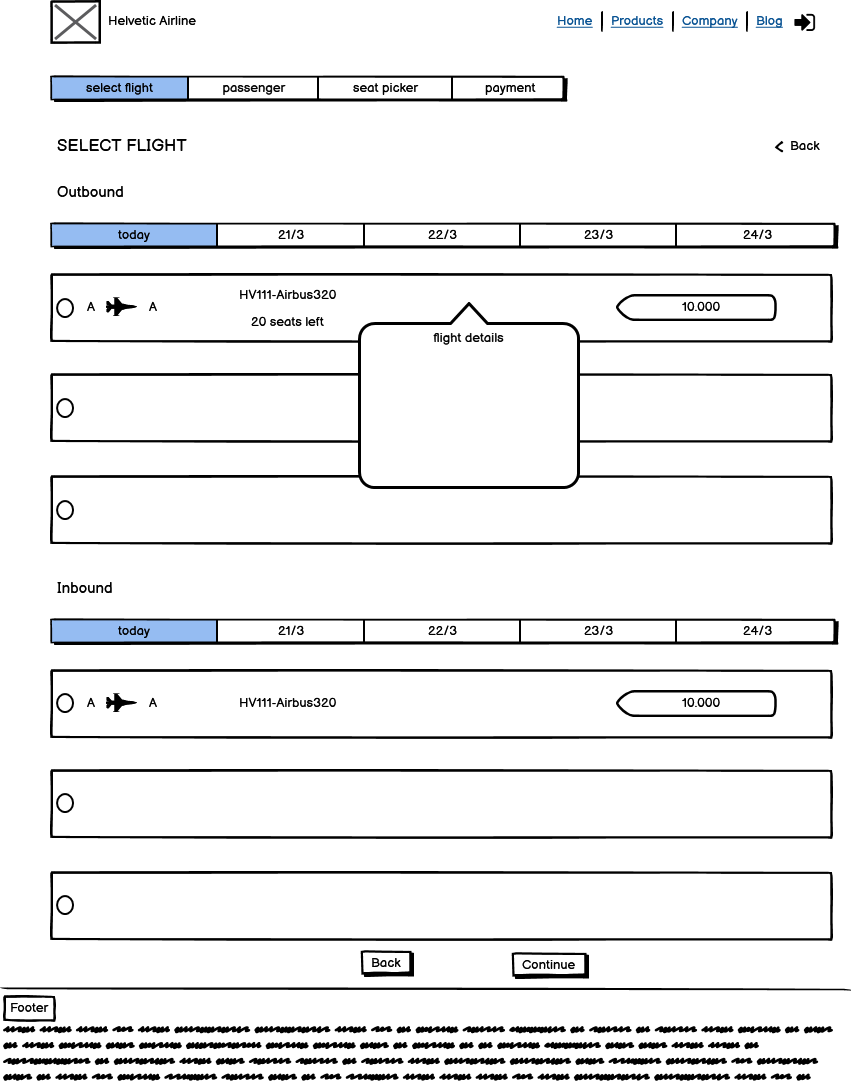 Helvetic Airline
Home Products Company Blog
select flight passenger seat picker payment
SELECT FLIGHT
Back
Outbound
today 21/3 22/3 23/3 24/3
A A HV111-Airbus320 10.000
20 seats left
flight details
Inbound
today 21/3 22/3 23/3 24/3
A A HV111-Airbus320 10.000
Back Continue
Footer